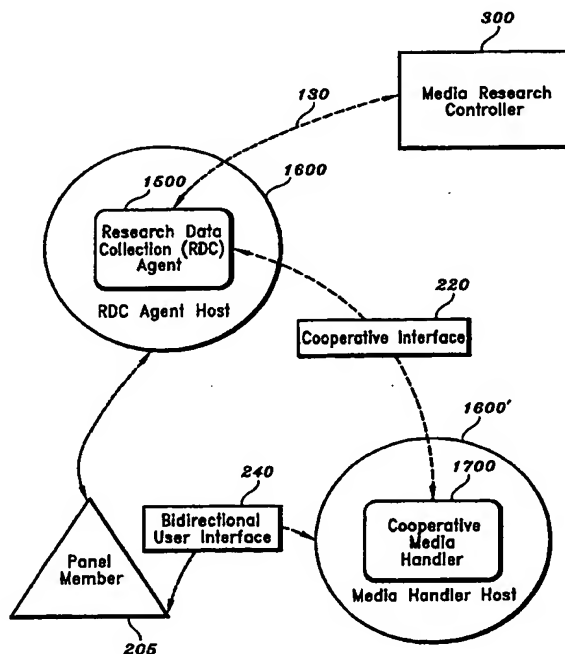 300
Media Research
Controller
130
1600
1500
Research Data
Collection (RDC)
Agent
RDC Agent Host
220
Cooperative Interface
1600'
1700
Cooperative
Media
Handler
Media Handler Host
240
Bidirectional
User Interface
Panel
Member
205